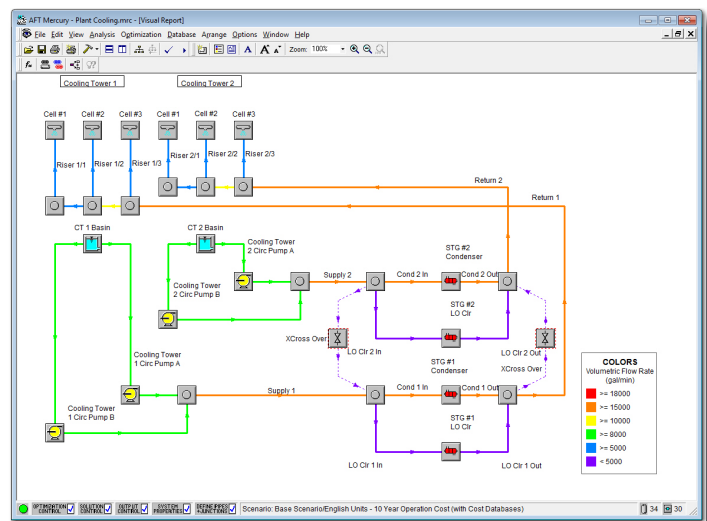 AFT Mercury - Plant Cooling.mrc - [Visual Report]
File Edit View Analysis Optimization Database Arrange Options Window Help
Zoom: 100%
Cooling Tower 1 Cooling Tower 2
Cell #1 Cell #2 Cell #3 Cell #1 Cell #2 Cell #3
Riser 1/1 Riser 1/2 Riser 1/3 Riser 2/1 Riser 2/2 Riser 2/3
Return 2
Return 1
CT 1 Basin
CT 2 Basin
Cooling Tower
2 Circ Pump A
Cooling Tower
2 Circ Pump B
Supply 2
Cond 2 In
STG #2
Condenser
Cond 2 Out
STG #2
LO Clr
XCross Over
LO Clr 2 In
LO Clr 2 Out
XCross Over
Cooling Tower
1 Circ Pump A
Cooling Tower
1 Circ Pump B
Supply 1
Cond 1 In
STG #1
Condenser
Cond 1 Out
STG #1
LO Clr
LO Clr 1 In
LO Clr 1 Out
COLORS
Volumetric Flow Rate
(gal/min)
>= 18000
>= 15000
>= 10000
>= 8000
>= 5000
< 5000
OPTIMIZATION CONTROL SOLUTION CONTROL OUTPUT CONTROL SYSTEM PROPERTIES DEFINE PIPES +JUNCTIONS Scenario: Base Scenario/English Units - 10 Year Operation Cost (with Cost Databases) 34 30